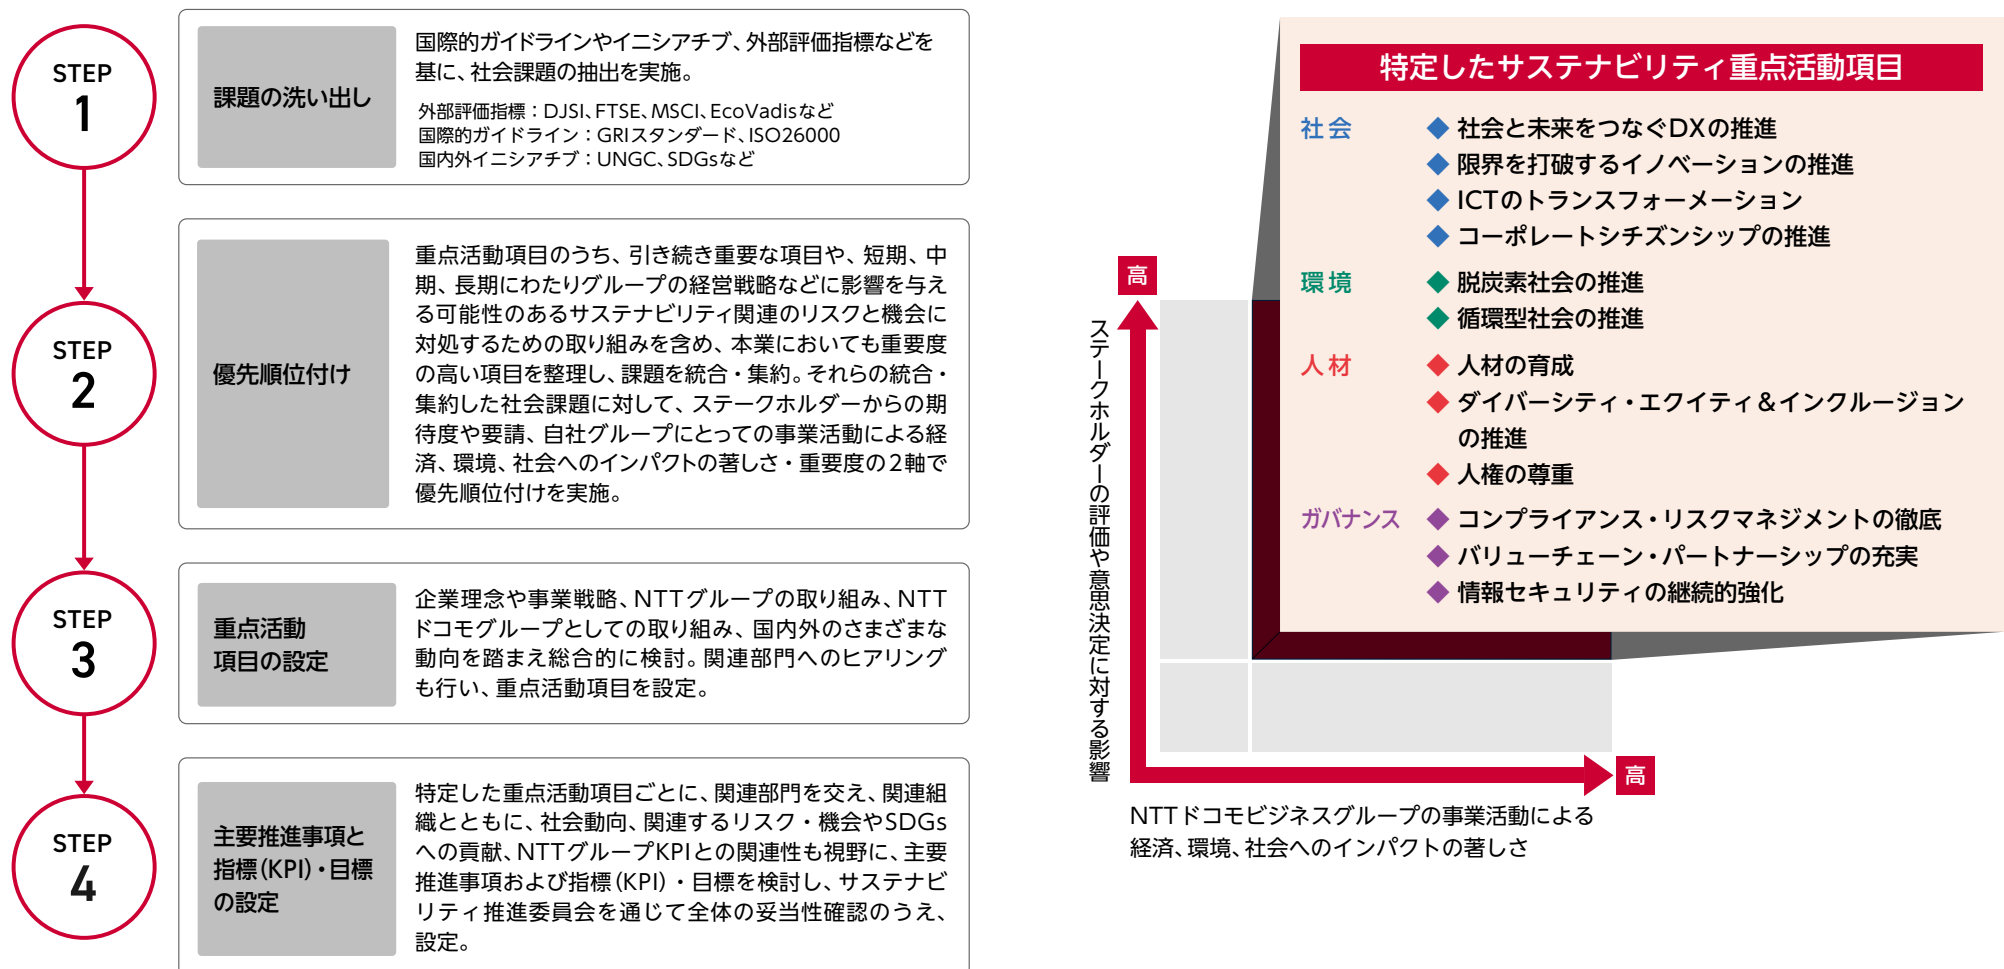 STEP
1
課題の洗い出し
国際的ガイドラインやイニシアチブ、外部評価指標などを
基に、社会課題の抽出を実施。
外部評価指標：DJSI、FTSE、MSCI、EcoVadisなど
国際的ガイドライン：GRIスタンダード、ISO26000
国内外イニシアチブ：UNGC、SDGsなど
STEP
2
優先順位付け
重点活動項目のうち、引き続き重要な項目や、短期、中
期、長期にわたりグループの経営戦略などに影響を与え
る可能性のあるサステナビリティ関連のリスクと機会に
対処するための取り組みを含め、本業においても重要度
の高い項目を整理し、課題を統合・集約。それらの統合・
集約した社会課題に対して、ステークホルダーからの期
待度や要請、自社グループにとっての事業活動による経
済、環境、社会へのインパクトの著しさ・重要度の2軸で
優先順位付けを実施。
STEP
3
重点活動
項目の設定
企業理念や事業戦略、NTTグループの取り組み、NTT
ドコモグループとしての取り組み、国内外のさまざまな
動向を踏まえ総合的に検討。関連部門へのヒアリング
も行い、重点活動項目を設定。
STEP
4
主要推進事項と
指標（KPI）・目標
の設定
特定した重点活動項目ごとに、関連部門を交え、関連組
織とともに、社会動向、関連するリスク・機会やSDGs
への貢献、NTTグループKPIとの関連性も視野に、主要
推進事項および指標（KPI）・目標を検討し、サステナビ
リティ推進委員会を通じて全体の妥当性確認のうえ、
設定。
特定したサステナビリティ重点活動項目
社会
◆ 社会と未来をつなぐDXの推進
◆ 限界を打破するイノベーションの推進
◆ ICTのトランスフォーメーション
◆ コーポレートシチズンシップの推進
環境
◆ 脱炭素社会の推進
◆ 循環型社会の推進
人材
◆ 人材の育成
◆ ダイバーシティ・エクイティ＆インクルージョン
の推進
◆ 人権の尊重
ガバナンス
◆ コンプライアンス・リスクマネジメントの徹底
◆ バリューチェーン・パートナーシップの充実
◆ 情報セキュリティの継続的強化
高
ステークホルダーの評価や意思決定に対する影響
高
NTTドコモビジネスグループの事業活動による
経済、環境、社会へのインパクトの著しさ